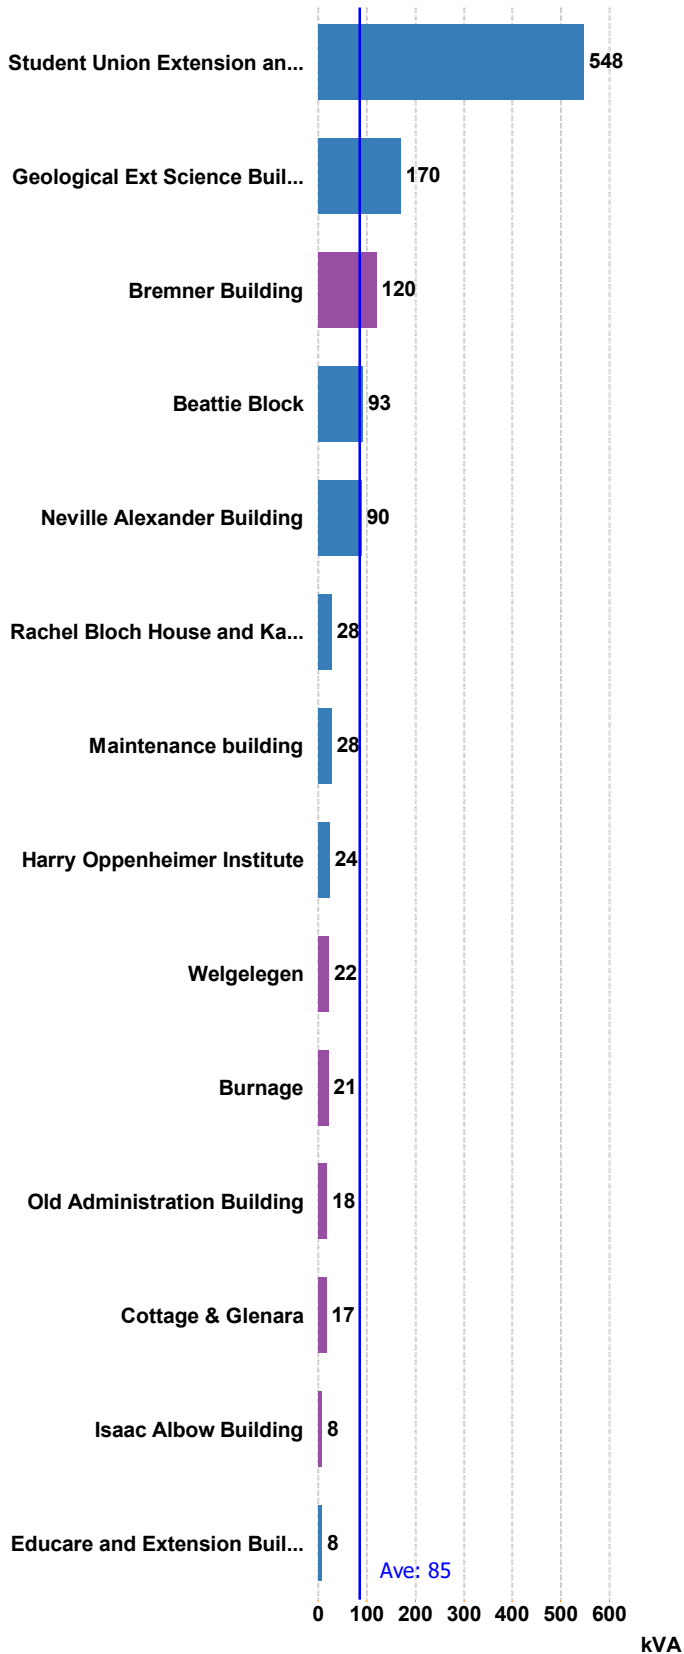 Student Union Extension an... 548
Geological Ext Science Buil... 170
Bremner Building 120
Beattie Block 93
Neville Alexander Building 90
Rachel Bloch House and Ka... 28
Maintenance building 28
Harry Oppenheimer Institute 24
Welgelegen 22
Burnage 21
Old Administration Building 18
Cottage & Glenara 17
Isaac Albow Building 8
Educare and Extension Buil... 8
Ave: 85
0 100 200 300 400 500 600
kVA